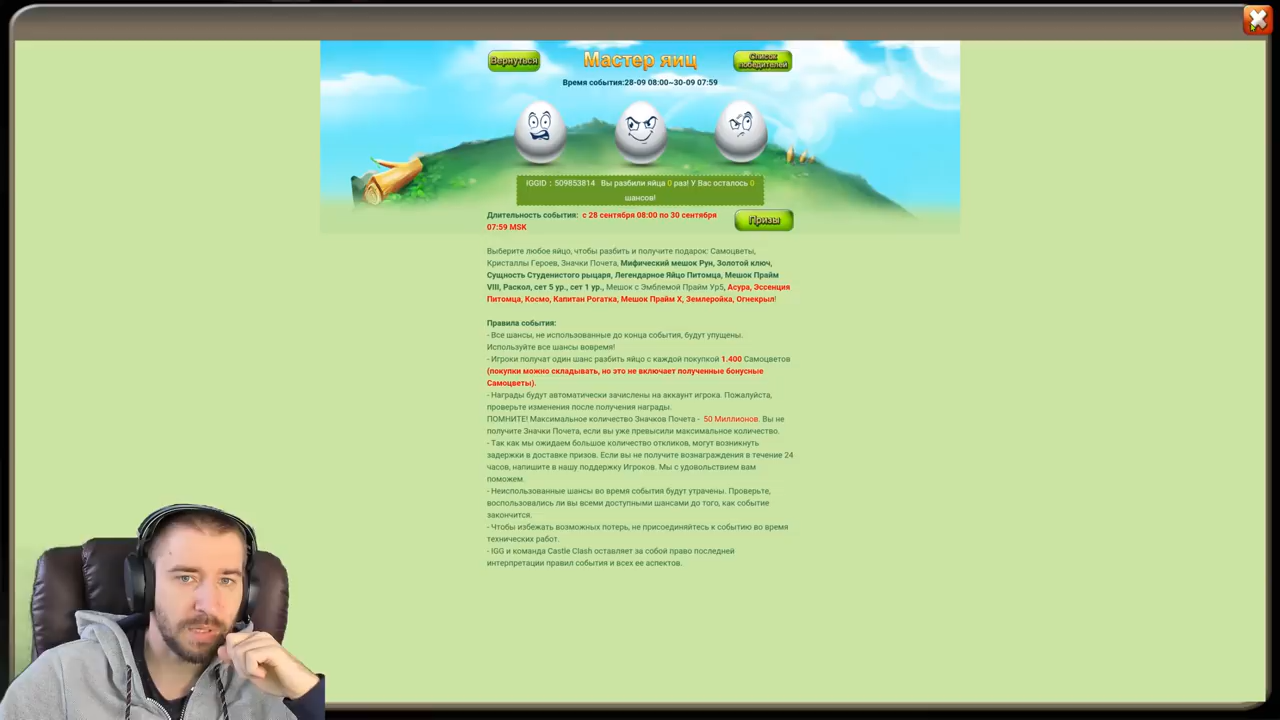 Вернуться
Мастер яиц
Список
победителей
Время события:28-09 08:00~30-09 07:59
IGGID : 509853814 Вы разбили яйца 0 раз! У Вас осталось 0
шансов!
Длительность события: с 28 сентября 08:00 по 30 сентября
07:59 MSK
Призы
Выберите любое яйцо, чтобы разбить и получите подарок: Самоцветы,
Кристаллы Героев, Значки Почета, Мифический мешок Рун, Золотой ключ,
Сущность Студенистого рыцаря, Легендарное Яйцо Питомца, Мешок Прайм
VIII, Раскол, сет 5 ур., сет 1 ур., Мешок с Эмблемой Прайм Ур5, Асура, Эссенция
Питомца, Космо, Капитан Рогатка, Мешок Прайм X, Землеройка, Огнекрыл!
Правила события:
- Все шансы, не использованные до конца события, будут упущены.
Используйте все шансы вовремя!
- Игроки получат один шанс разбить яйцо с каждой покупкой 1.400 Самоцветов
(покупки можно складывать, но это не включает полученные бонусные
Самоцветы).
- Награды будут автоматически зачислены на аккаунт игрока. Пожалуйста,
проверьте изменения после получения награды.
ПОМНИТЕ! Максимальное количество Значков Почета - 50 Миллионов. Вы не
получите Значки Почета, если вы уже превысили максимальное количество.
- Так как мы ожидаем большое количество откликов, могут возникнуть
задержки в доставке призов. Если вы не получите вознаграждения в течение 24
часов, напишите в нашу поддержку Игроков. Мы с удовольствием вам
поможем.
- Неиспользованные шансы во время события будут утрачены. Проверьте,
воспользовались ли вы всеми доступными шансами до того, как событие
закончится.
- Чтобы избежать возможных потерь, не присоединяйтесь к событию во время
технических работ.
- IGG и команда Castle Clash оставляет за собой право последней
интерпретации правил события и всех ее аспектов.